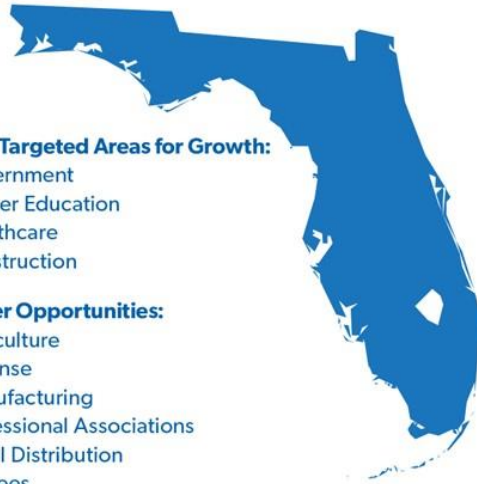 Targeted Areas for Growth:
ernment
er Education
thcare
struction
er Opportunities:
culture
nse
ufacturing
essional Associations
l Distribution